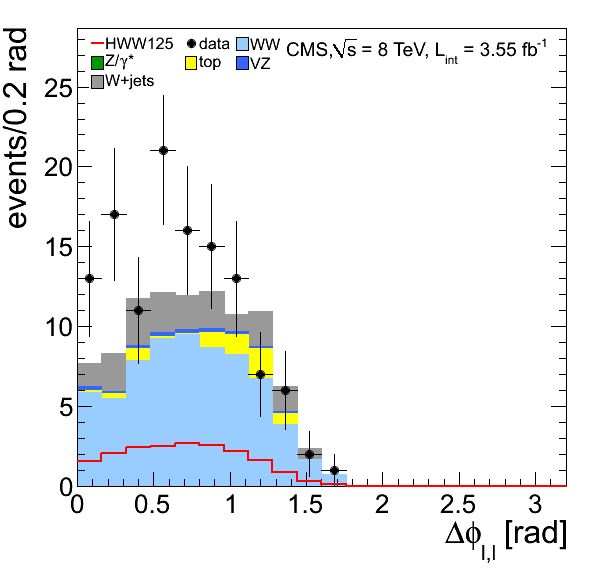 HWW125 data WW CMS, √s = 8 TeV, L_int = 3.55 fb⁻¹
Z/γ* top VZ
W+jets
events/0.2 rad
25
20
15
10
5
0
0 0.5 1 1.5 2 2.5 3
Δϕ_l,l [rad]